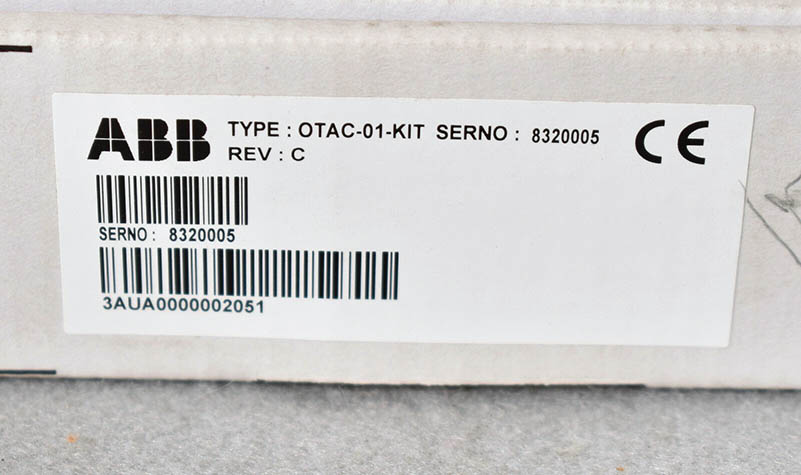 ABB TYPE : OTAC-01-KIT SERNO : 8320005 CE
REV : C
SERNO : 8320005
3AUA0000002051